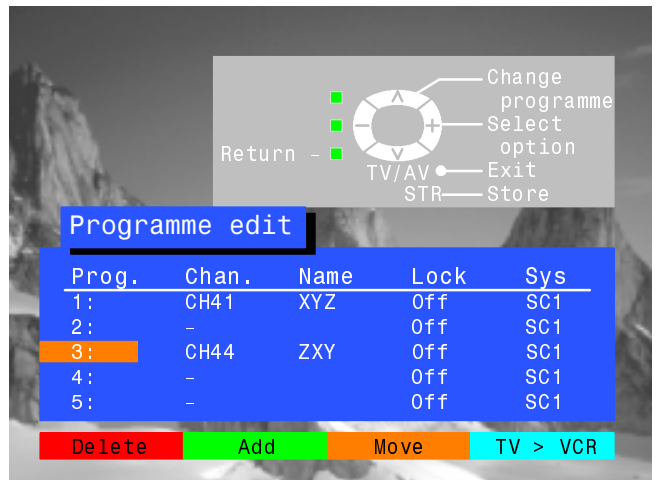 Change
programme
Select
option
Return –
TV/AV
Exit
STR
Store
Programme edit
Prog. Chan. Name Lock Sys
1: CH41 XYZ Off SC1
2: – Off SC1
3: CH44 ZXY Off SC1
4: – Off SC1
5: – Off SC1
Delete Add Move TV > VCR